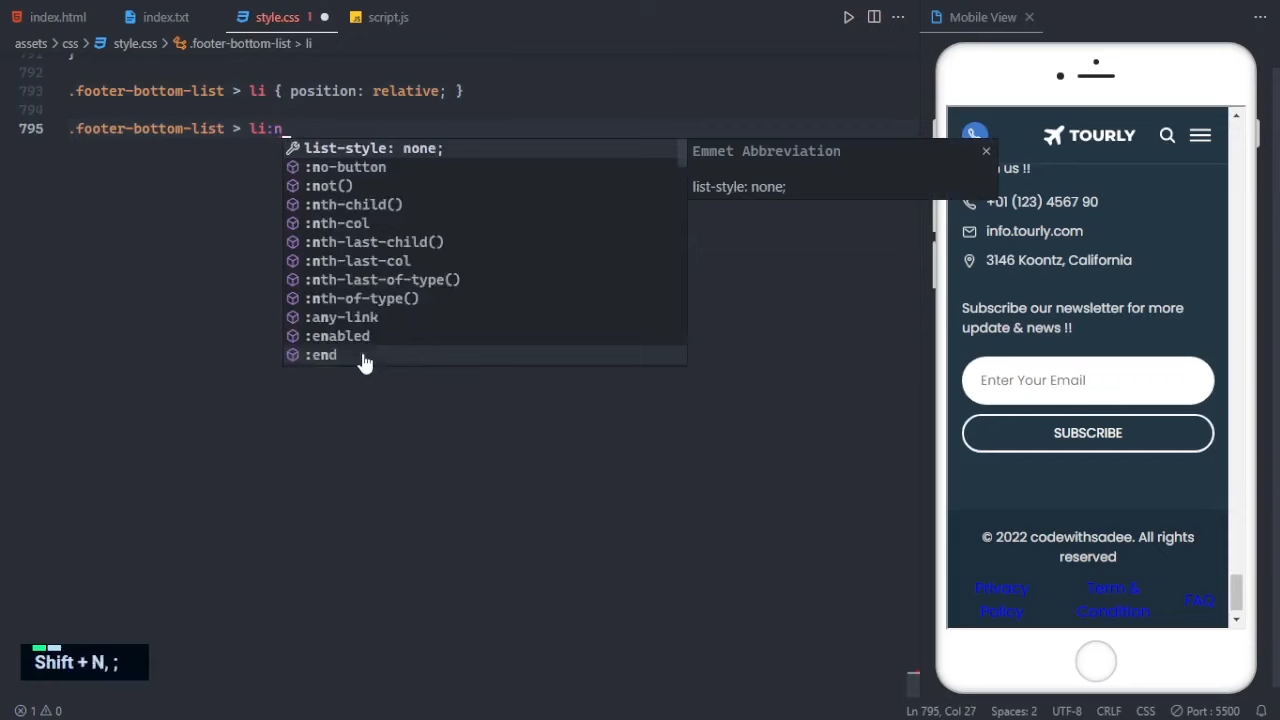 index.html index.txt style.css 1 script.js
assets > css > style.css > .footer-bottom-list > li
792
793 .footer-bottom-list > li { position: relative; }
794
795 .footer-bottom-list > li:n
list-style: none;
:no-button
:not()
:nth-child()
:nth-col
:nth-last-child()
:nth-last-col
:nth-last-of-type()
:nth-of-type()
:any-link
:enabled
:end
Emmet Abbreviation
list-style: none;
Shift + N, ;
1 0
Ln 795, Col 27 Spaces: 2 UTF-8 CRLF CSS Port : 5500
Mobile View
TOURLY
us !!
+01 (123) 4567 90
info.tourly.com
3146 Koontz, California
Subscribe our newsletter for more
update & news !!
Enter Your Email
SUBSCRIBE
© 2022 codewithsadee. All rights
reserved
Privacy
Policy
Term &
Condition
FAQ